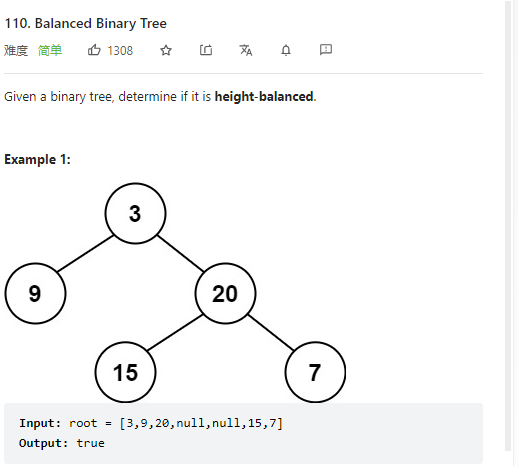 110. Balanced Binary Tree
难度 简单 1308
Given a binary tree, determine if it is height-balanced.
Example 1:
3
9 20
15 7
Input: root = [3,9,20,null,null,15,7]
Output: true